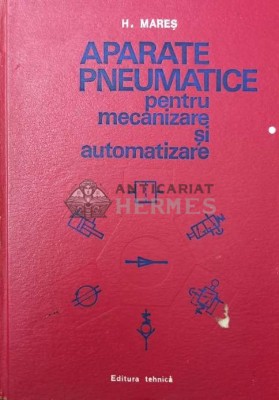 H. MAREȘ
APARATE
PNEUMATICE
pentru
mecanizare
și
automatizare
ANTICARIAT
HERMES
Editura tehnică